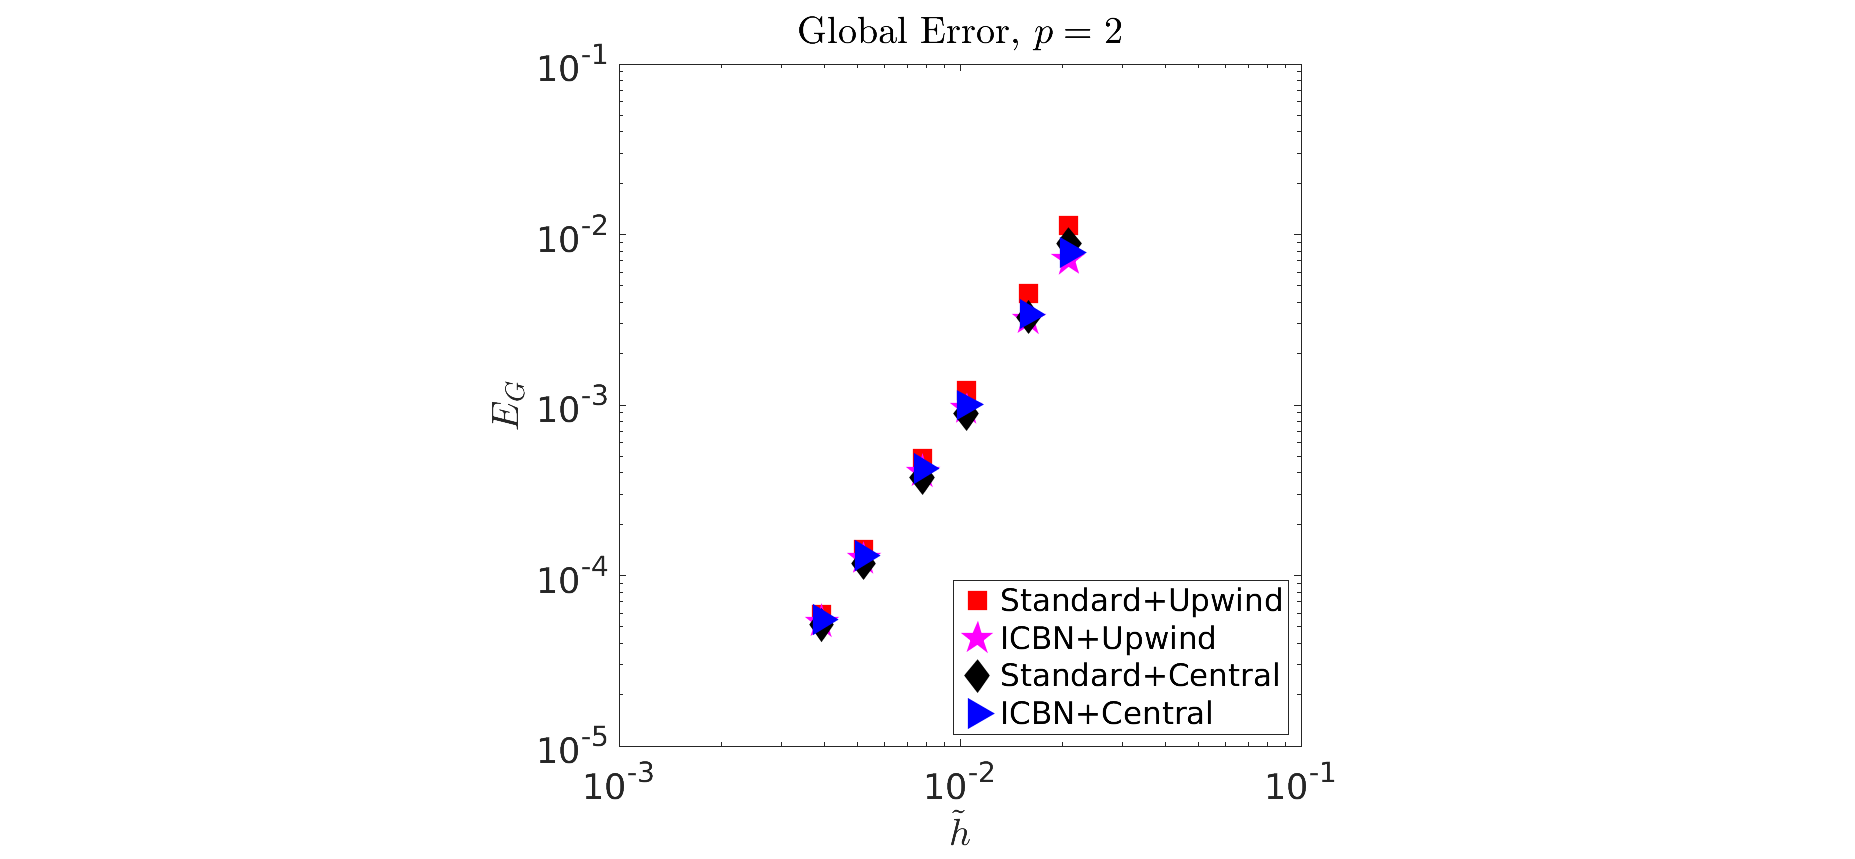 Global Error, p = 2
10^-1
10^-2
10^-3
10^-4
10^-5
E_G
Standard+Upwind
ICBN+Upwind
Standard+Central
ICBN+Central
10^-3
10^-2
10^-1
h̃